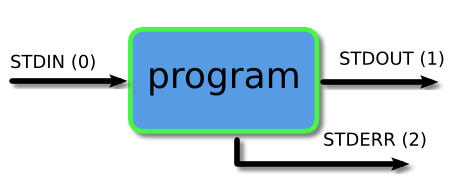 STDIN (0)
program
STDOUT (1)
STDERR (2)